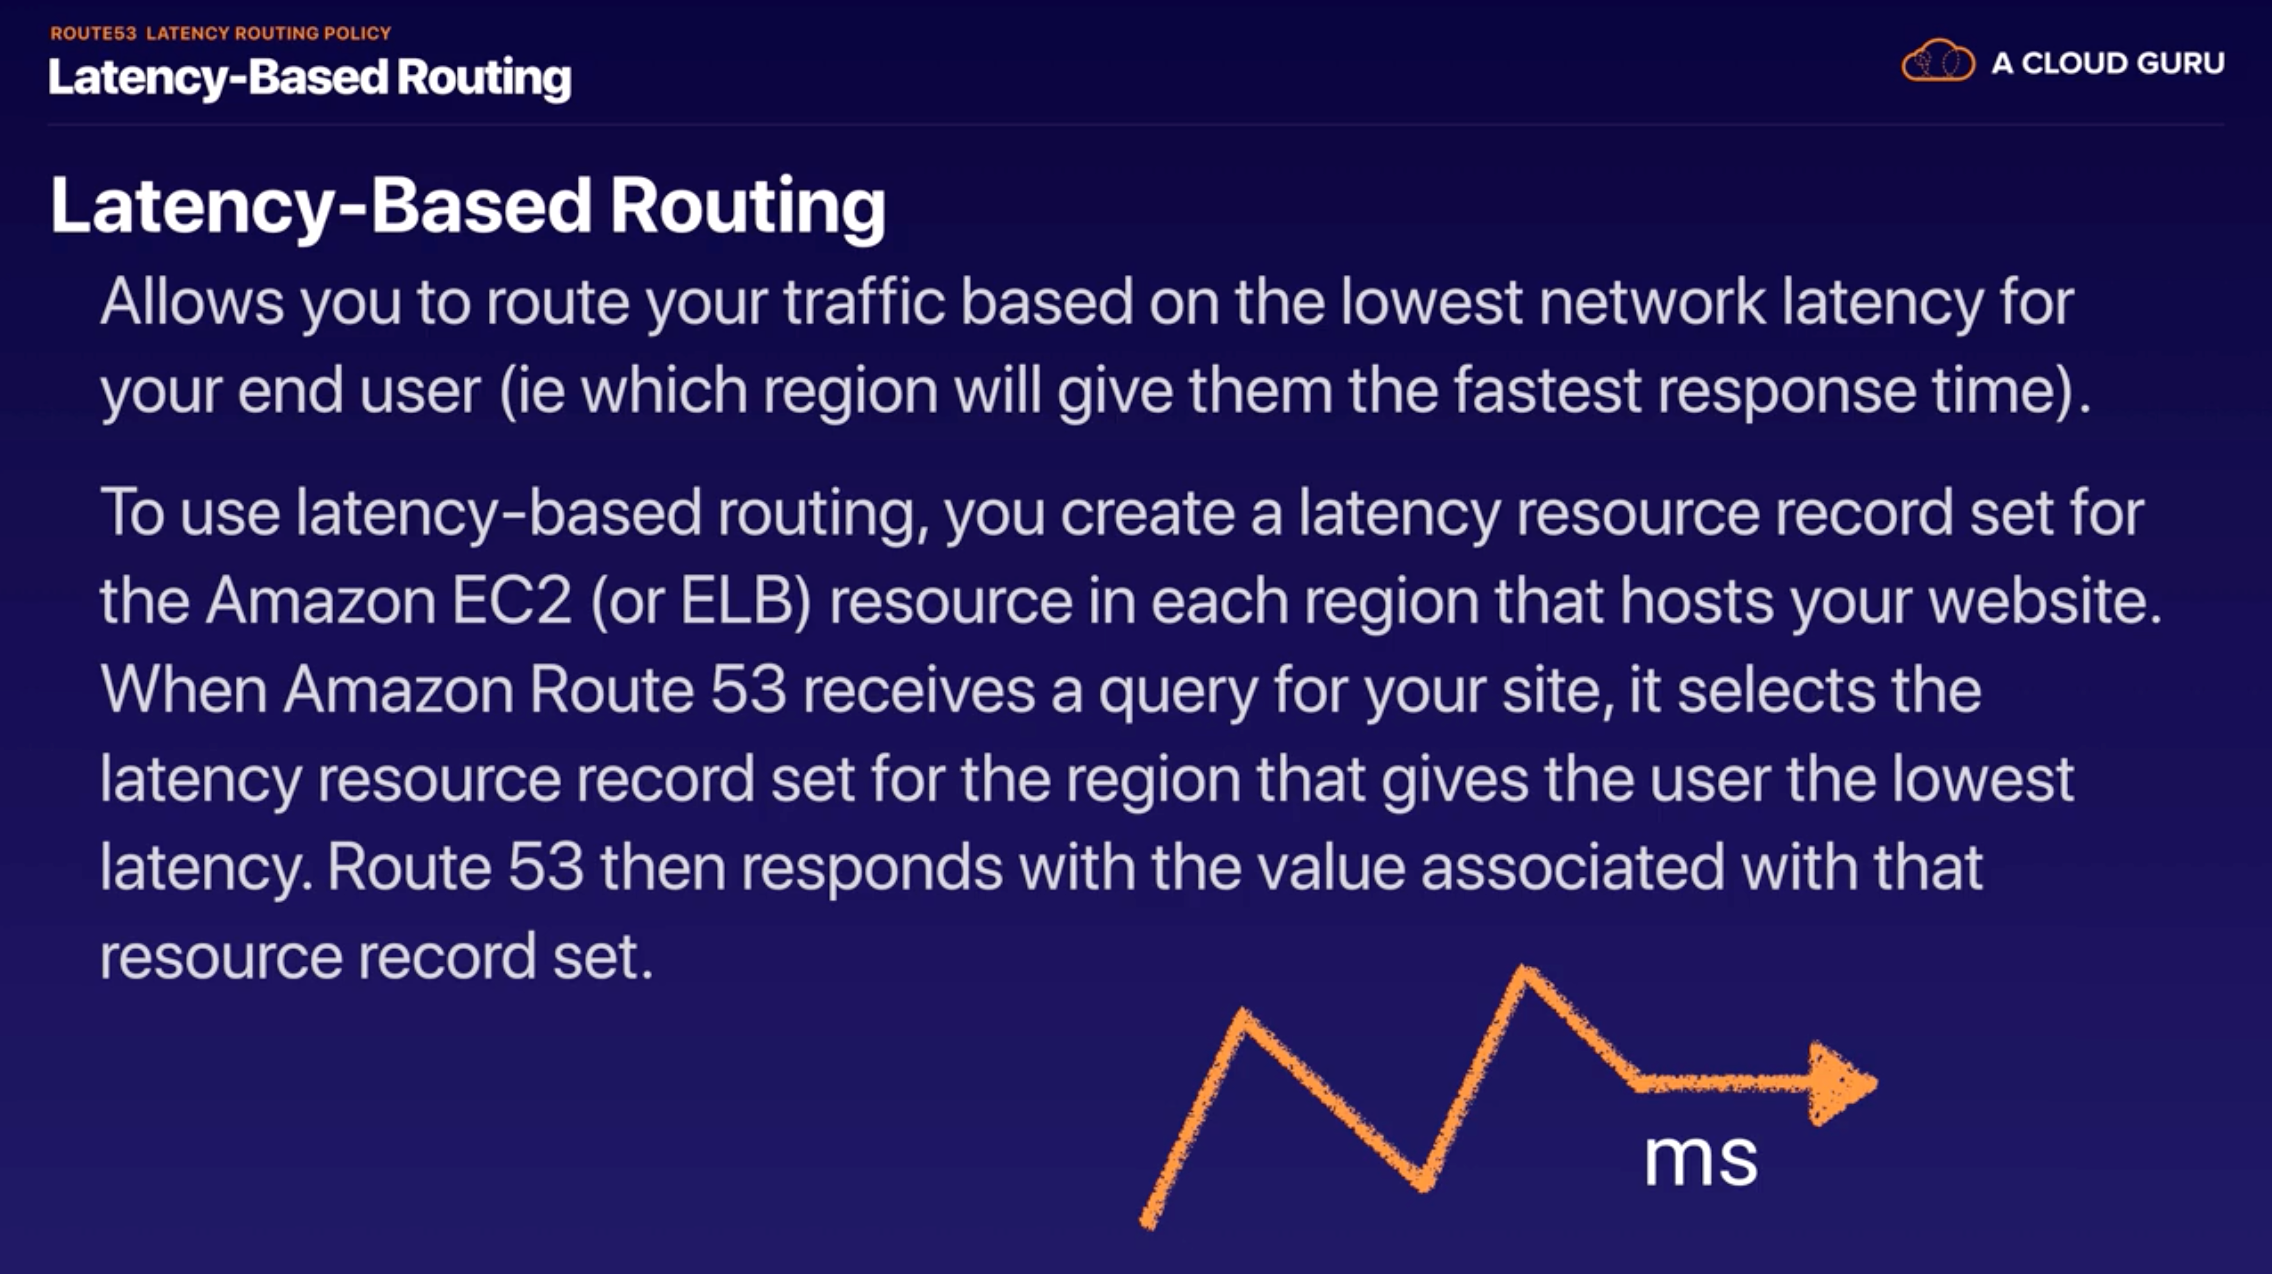 ROUTE53 LATENCY ROUTING POLICY
Latency-Based Routing
A CLOUD GURU
Latency-Based Routing
Allows you to route your traffic based on the lowest network latency for
your end user (ie which region will give them the fastest response time).
To use latency-based routing, you create a latency resource record set for
the Amazon EC2 (or ELB) resource in each region that hosts your website.
When Amazon Route 53 receives a query for your site, it selects the
latency resource record set for the region that gives the user the lowest
latency. Route 53 then responds with the value associated with that
resource record set.
ms